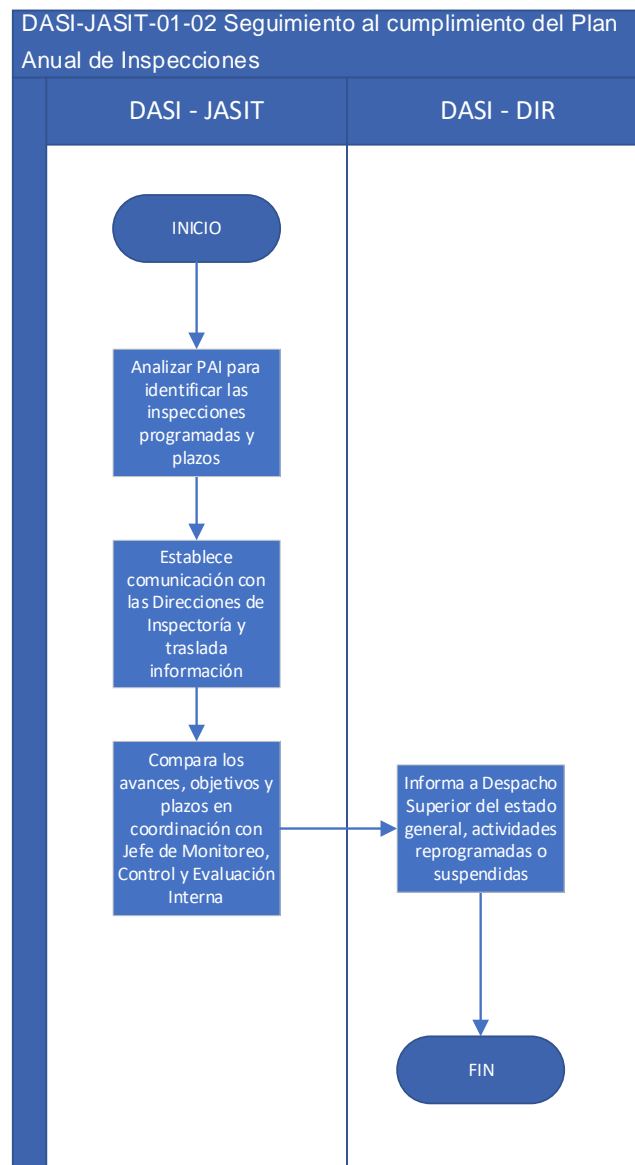 DASI-JASIT-01-02 Seguimiento al cumplimiento del Plan
Anual de Inspecciones
DASI - JASIT
DASI - DIR
INICIO
Analizar PAI para
identificar las
inspecciones
programadas y
plazos
Establece
comunicación con
las Direcciones de
Inspectoría y
traslada
información
Compara los
avances, objetivos y
plazos en
coordinación con
Jefe de Monitoreo,
Control y Evaluación
Interna
Informa a Despacho
Superior del estado
general, actividades
reprogramadas o
suspendidas
FIN